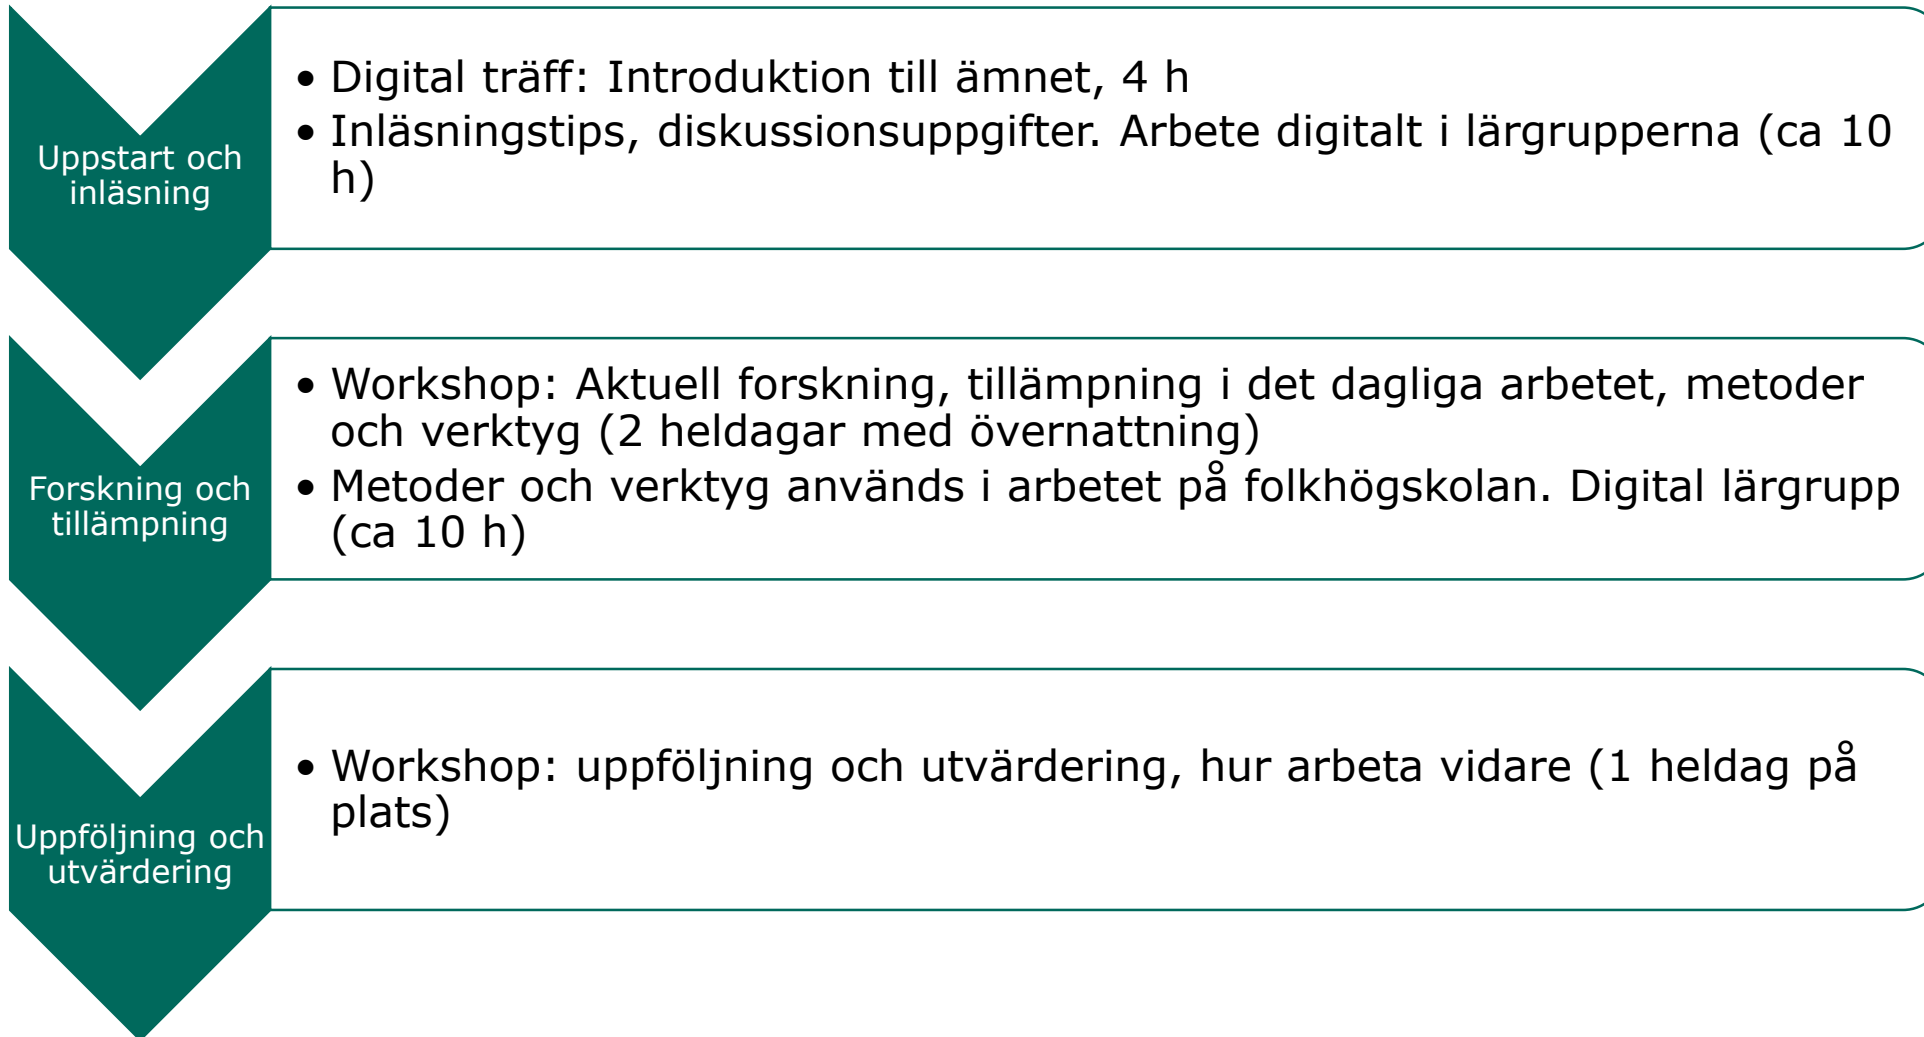 Uppstart och
inläsning
• Digital träff: Introduktion till ämnet, 4 h
• Inläsningstips, diskussionsuppgifter. Arbete digitalt i lärgrupperna (ca 10
h)
Forskning och
tillämpning
• Workshop: Aktuell forskning, tillämpning i det dagliga arbetet, metoder
och verktyg (2 heldagar med övernattning)
• Metoder och verktyg används i arbetet på folkhögskolan. Digital lärgrupp
(ca 10 h)
Uppföljning och
utvärdering
• Workshop: uppföljning och utvärdering, hur arbeta vidare (1 heldag på
plats)